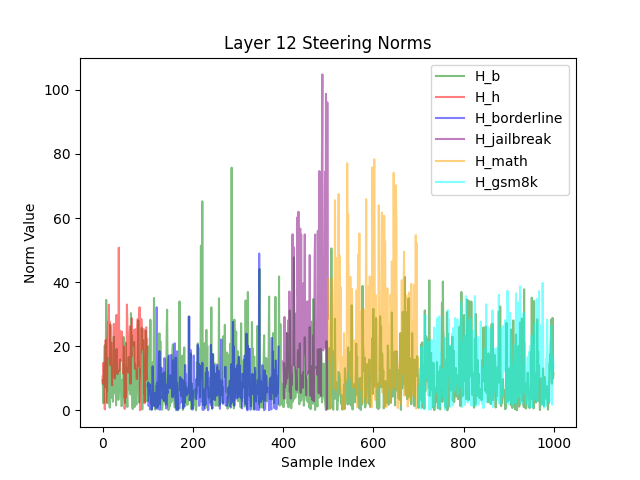 Layer 12 Steering Norms
H_b
H_h
H_borderline
H_jailbreak
H_math
H_gsm8k
Norm Value
100
80
60
40
20
0
0 200 400 600 800 1000
Sample Index